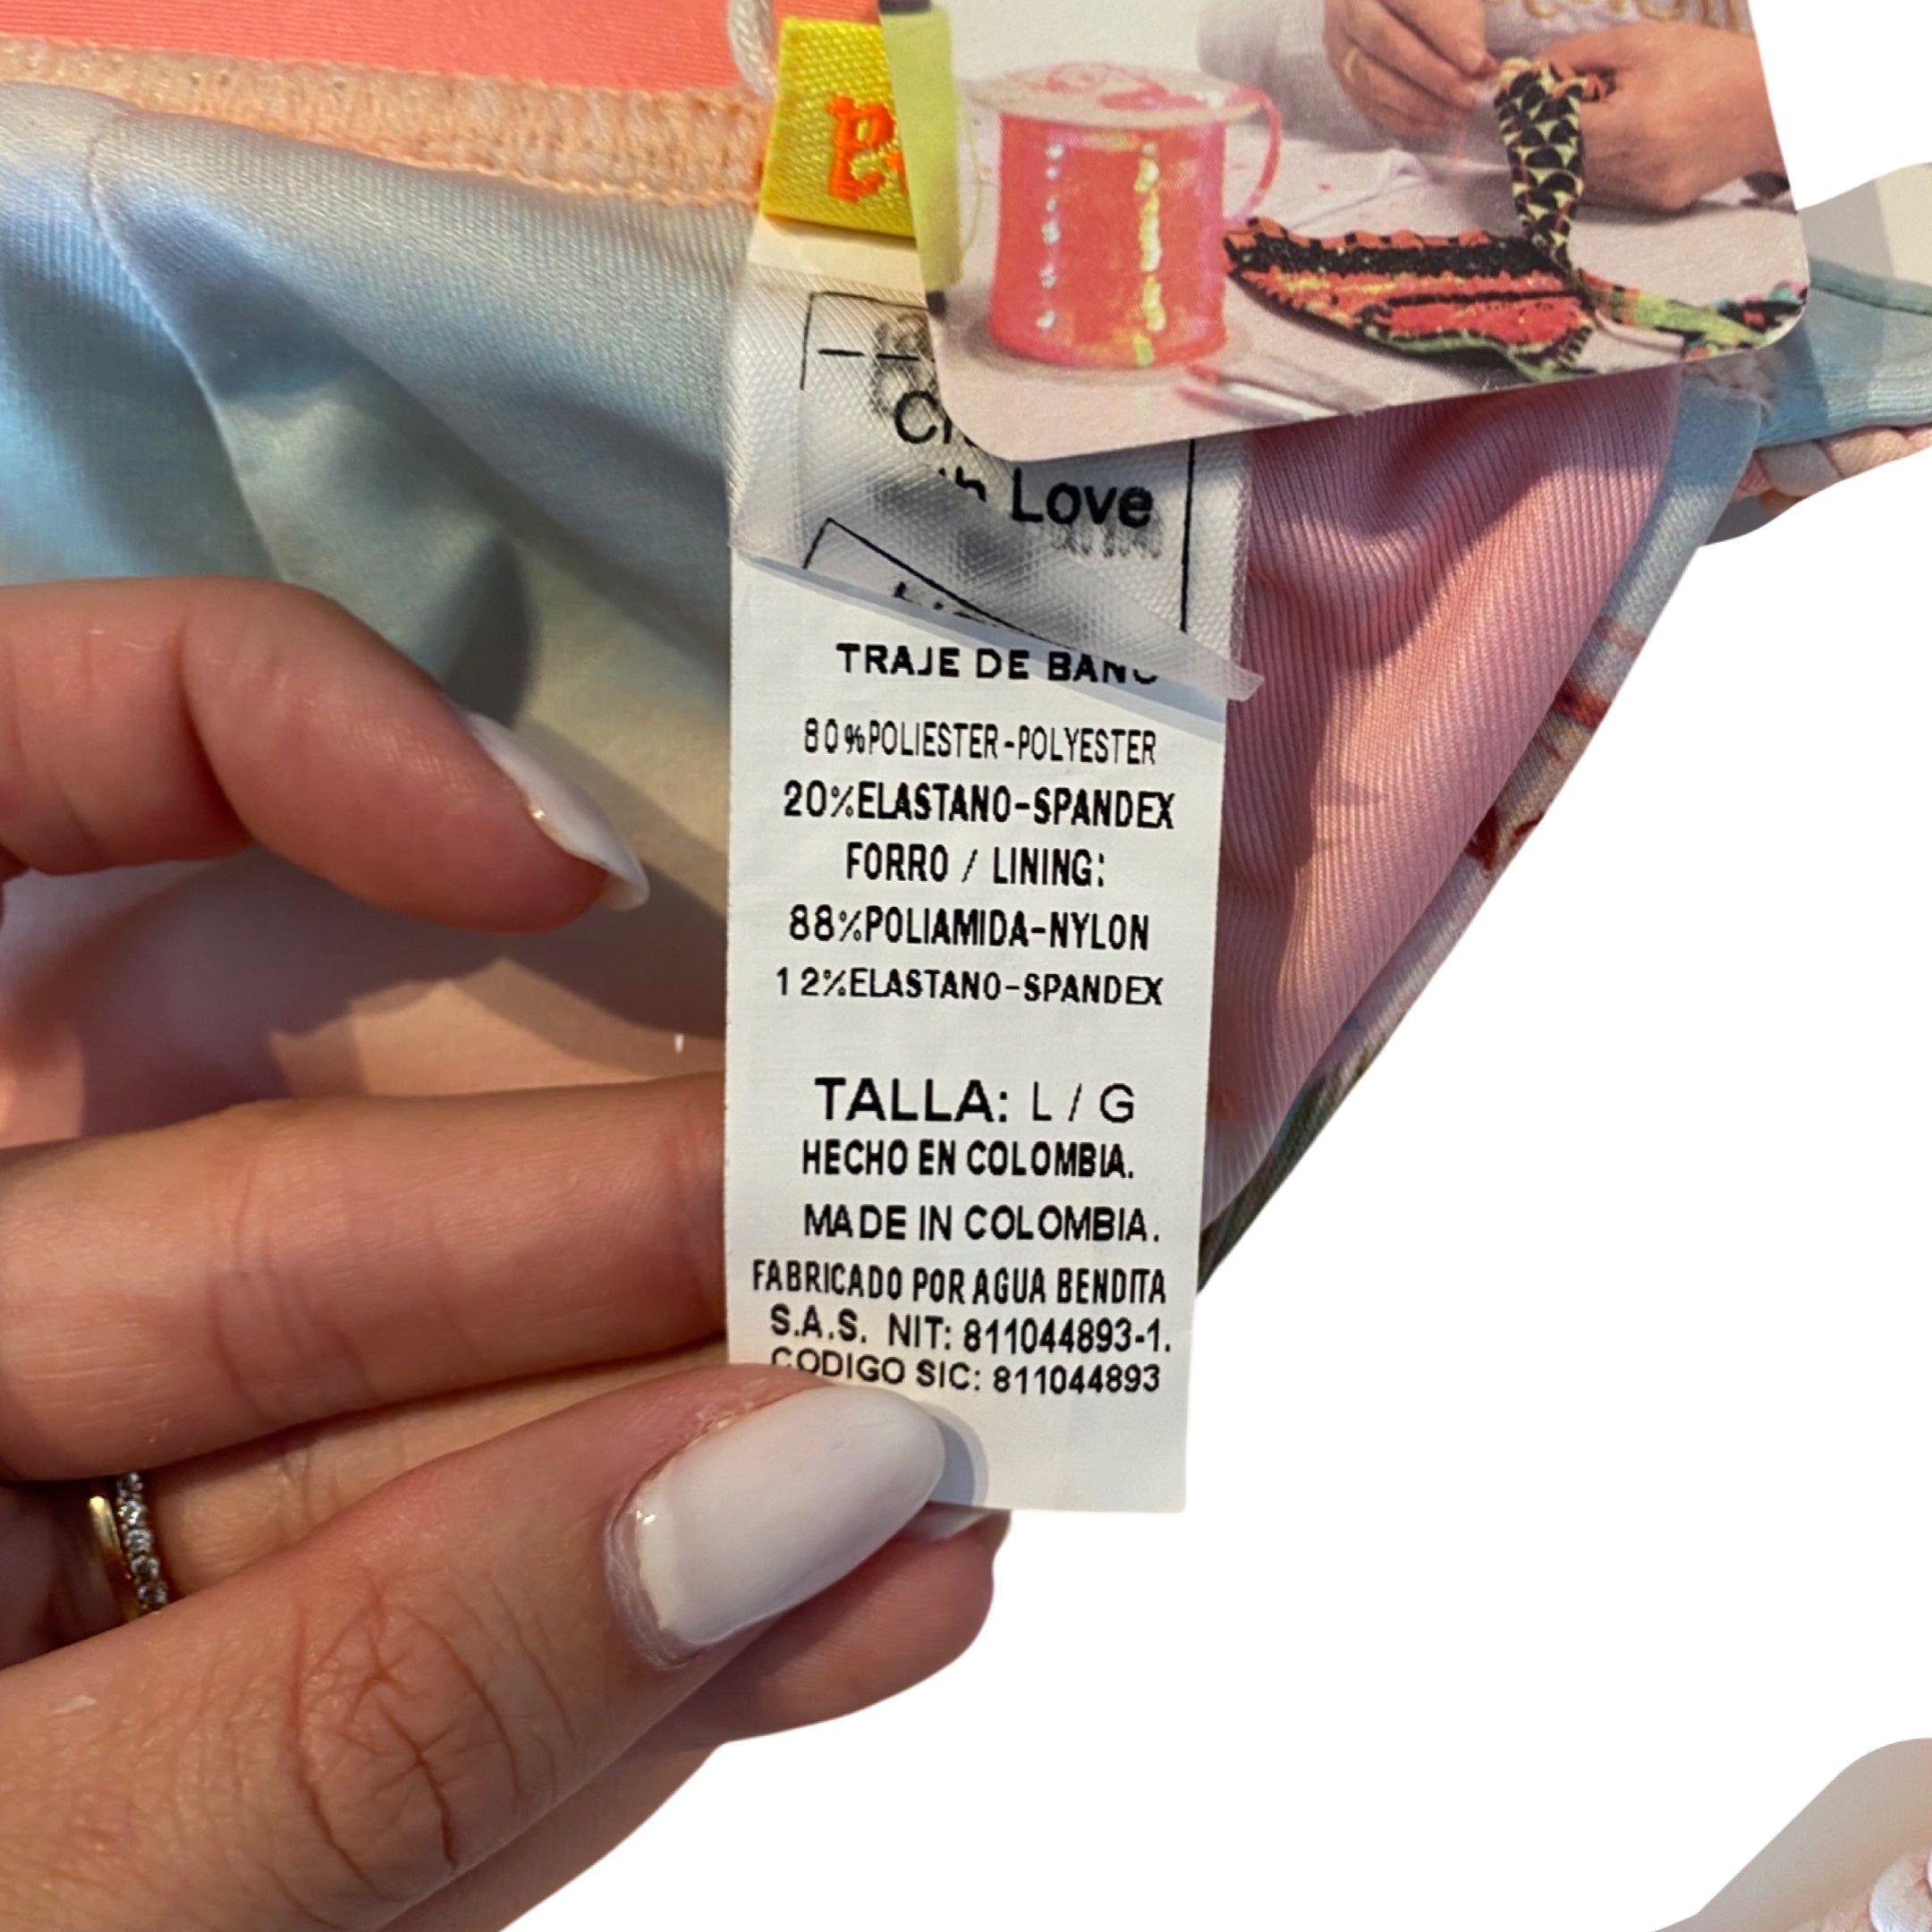 Love
TRAJE DE BAÑO
80%POLIESTER-POLYESTER
20%ELASTANO-SPANDEX
FORRO / LINING:
88%POLIAMIDA-NYLON
12%ELASTANO-SPANDEX
TALLA: L / G
HECHO EN COLOMBIA.
MADE IN COLOMBIA.
FABRICADO POR AGUA BENDITA
S.A.S. NIT: 811044893-1.
CODIGO SIC: 811044893